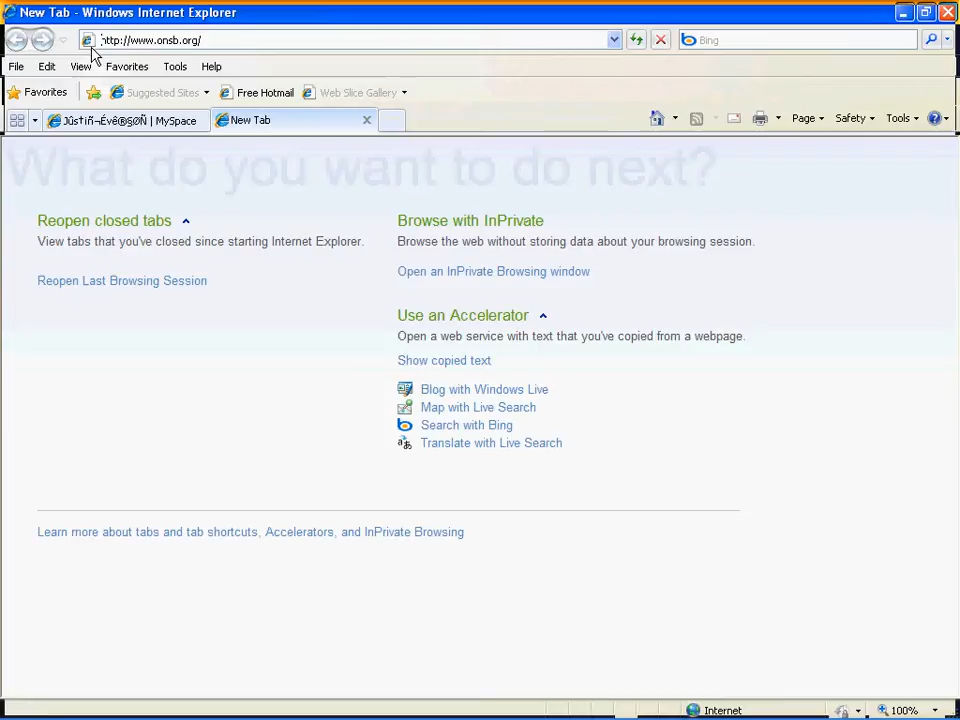 New Tab - Windows Internet Explorer
http://www.onsb.org/
Bing
File Edit View Favorites Tools Help
Favorites Suggested Sites Free Hotmail Web Slice Gallery
Jûs†iñ¬Évê®§ØÑ | MySpace New Tab Page Safety Tools
What do you want to do next?
Reopen closed tabs
View tabs that you've closed since starting Internet Explorer.
Reopen Last Browsing Session
Browse with InPrivate
Browse the web without storing data about your browsing session.
Open an InPrivate Browsing window
Use an Accelerator
Open a web service with text that you've copied from a webpage.
Show copied text
Blog with Windows Live
Map with Live Search
Search with Bing
Translate with Live Search
Learn more about tabs and tab shortcuts, Accelerators, and InPrivate Browsing
Internet 100%